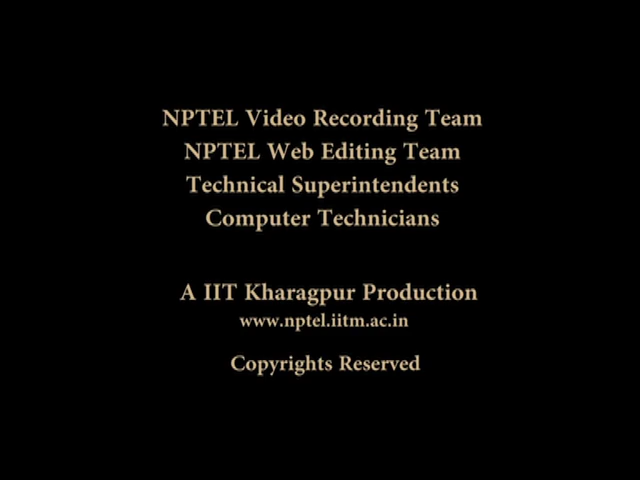 NPTEL Video Recording Team
NPTEL Web Editing Team
Technical Superintendents
Computer Technicians
A IIT Kharagpur Production
www.nptel.iitm.ac.in
Copyrights Reserved